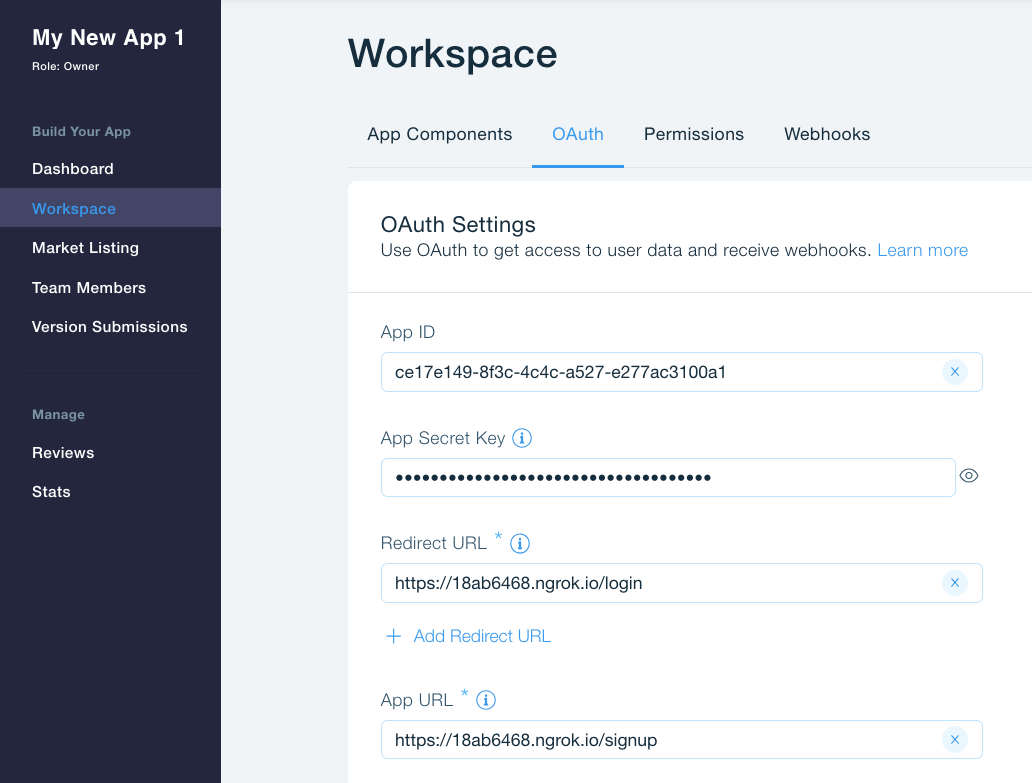 My New App 1
Role: Owner
Build Your App
Dashboard
Workspace
Market Listing
Team Members
Version Submissions
Manage
Reviews
Stats
Workspace
App Components OAuth Permissions Webhooks
OAuth Settings
Use OAuth to get access to user data and receive webhooks. Learn more
App ID
ce17e149-8f3c-4c4c-a527-e277ac3100a1
App Secret Key
••••••••••••••••••••••••••••••••••••
Redirect URL *
https://18ab6468.ngrok.io/login
+ Add Redirect URL
App URL *
https://18ab6468.ngrok.io/signup